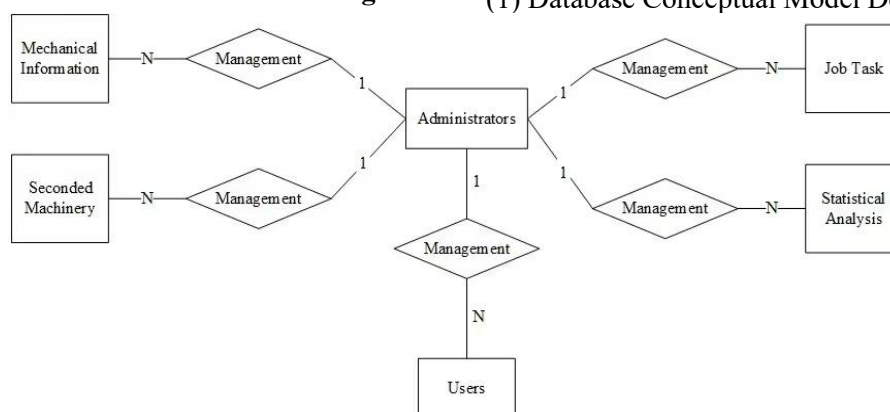 (1) Database Conceptual Model De
Mechanical
Information
N
Management
1
Administrators
1
Management
N
Job Task
Seconded
Machinery
N
Management
1
1
Management
N
Statistical
Analysis
1
Management
N
Users